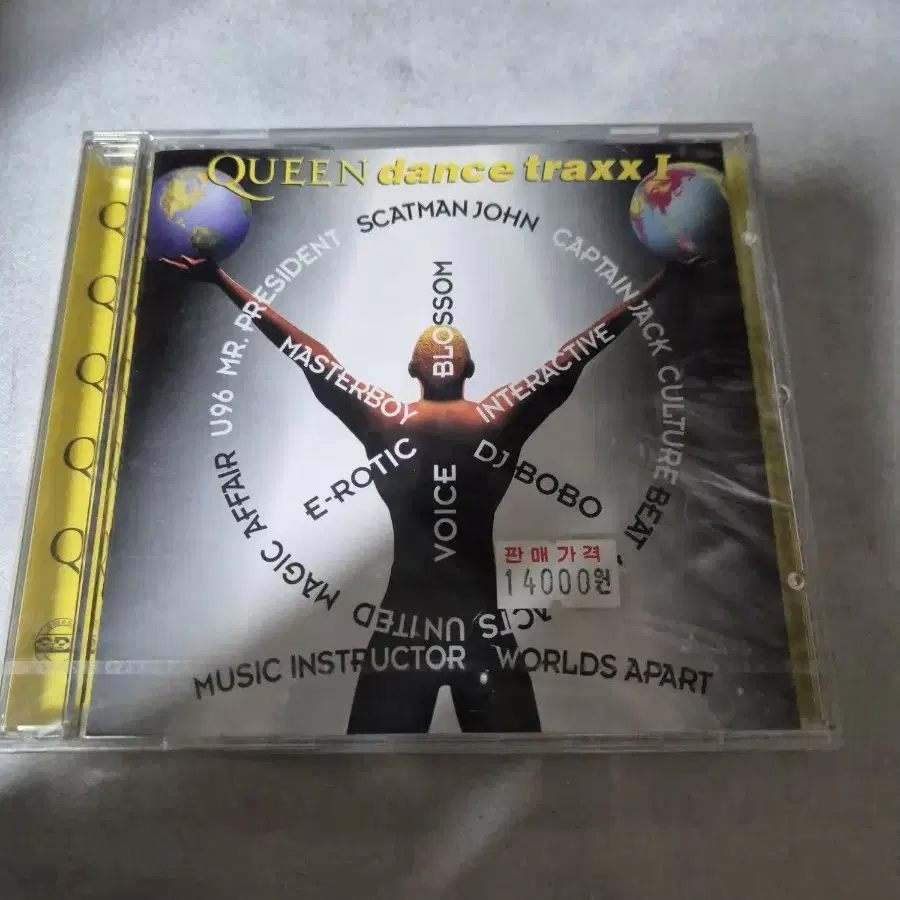 QUEEN dance traxx I
SCATMAN JOHN
CAPTAIN JACK
CULTURE BEAT
MR. PRESIDENT
U96
MAGIC AFFAIR
UNITED
BLOSSOM
MASTERBOY
INTERACTIVE
E-ROTIC
VOICE
DJ BOBO
판매가격
14000원
MUSIC INSTRUCTOR
WORLDS APART